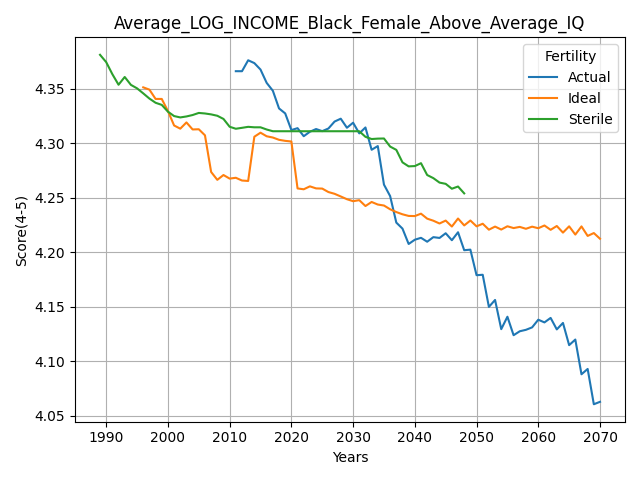 Average_LOG_INCOME_Black_Female_Above_Average_IQ
Fertility
Actual
Ideal
Sterile
Score(4-5)
4.35
4.30
4.25
4.20
4.15
4.10
4.05
1990 2000 2010 2020 2030 2040 2050 2060 2070
Years